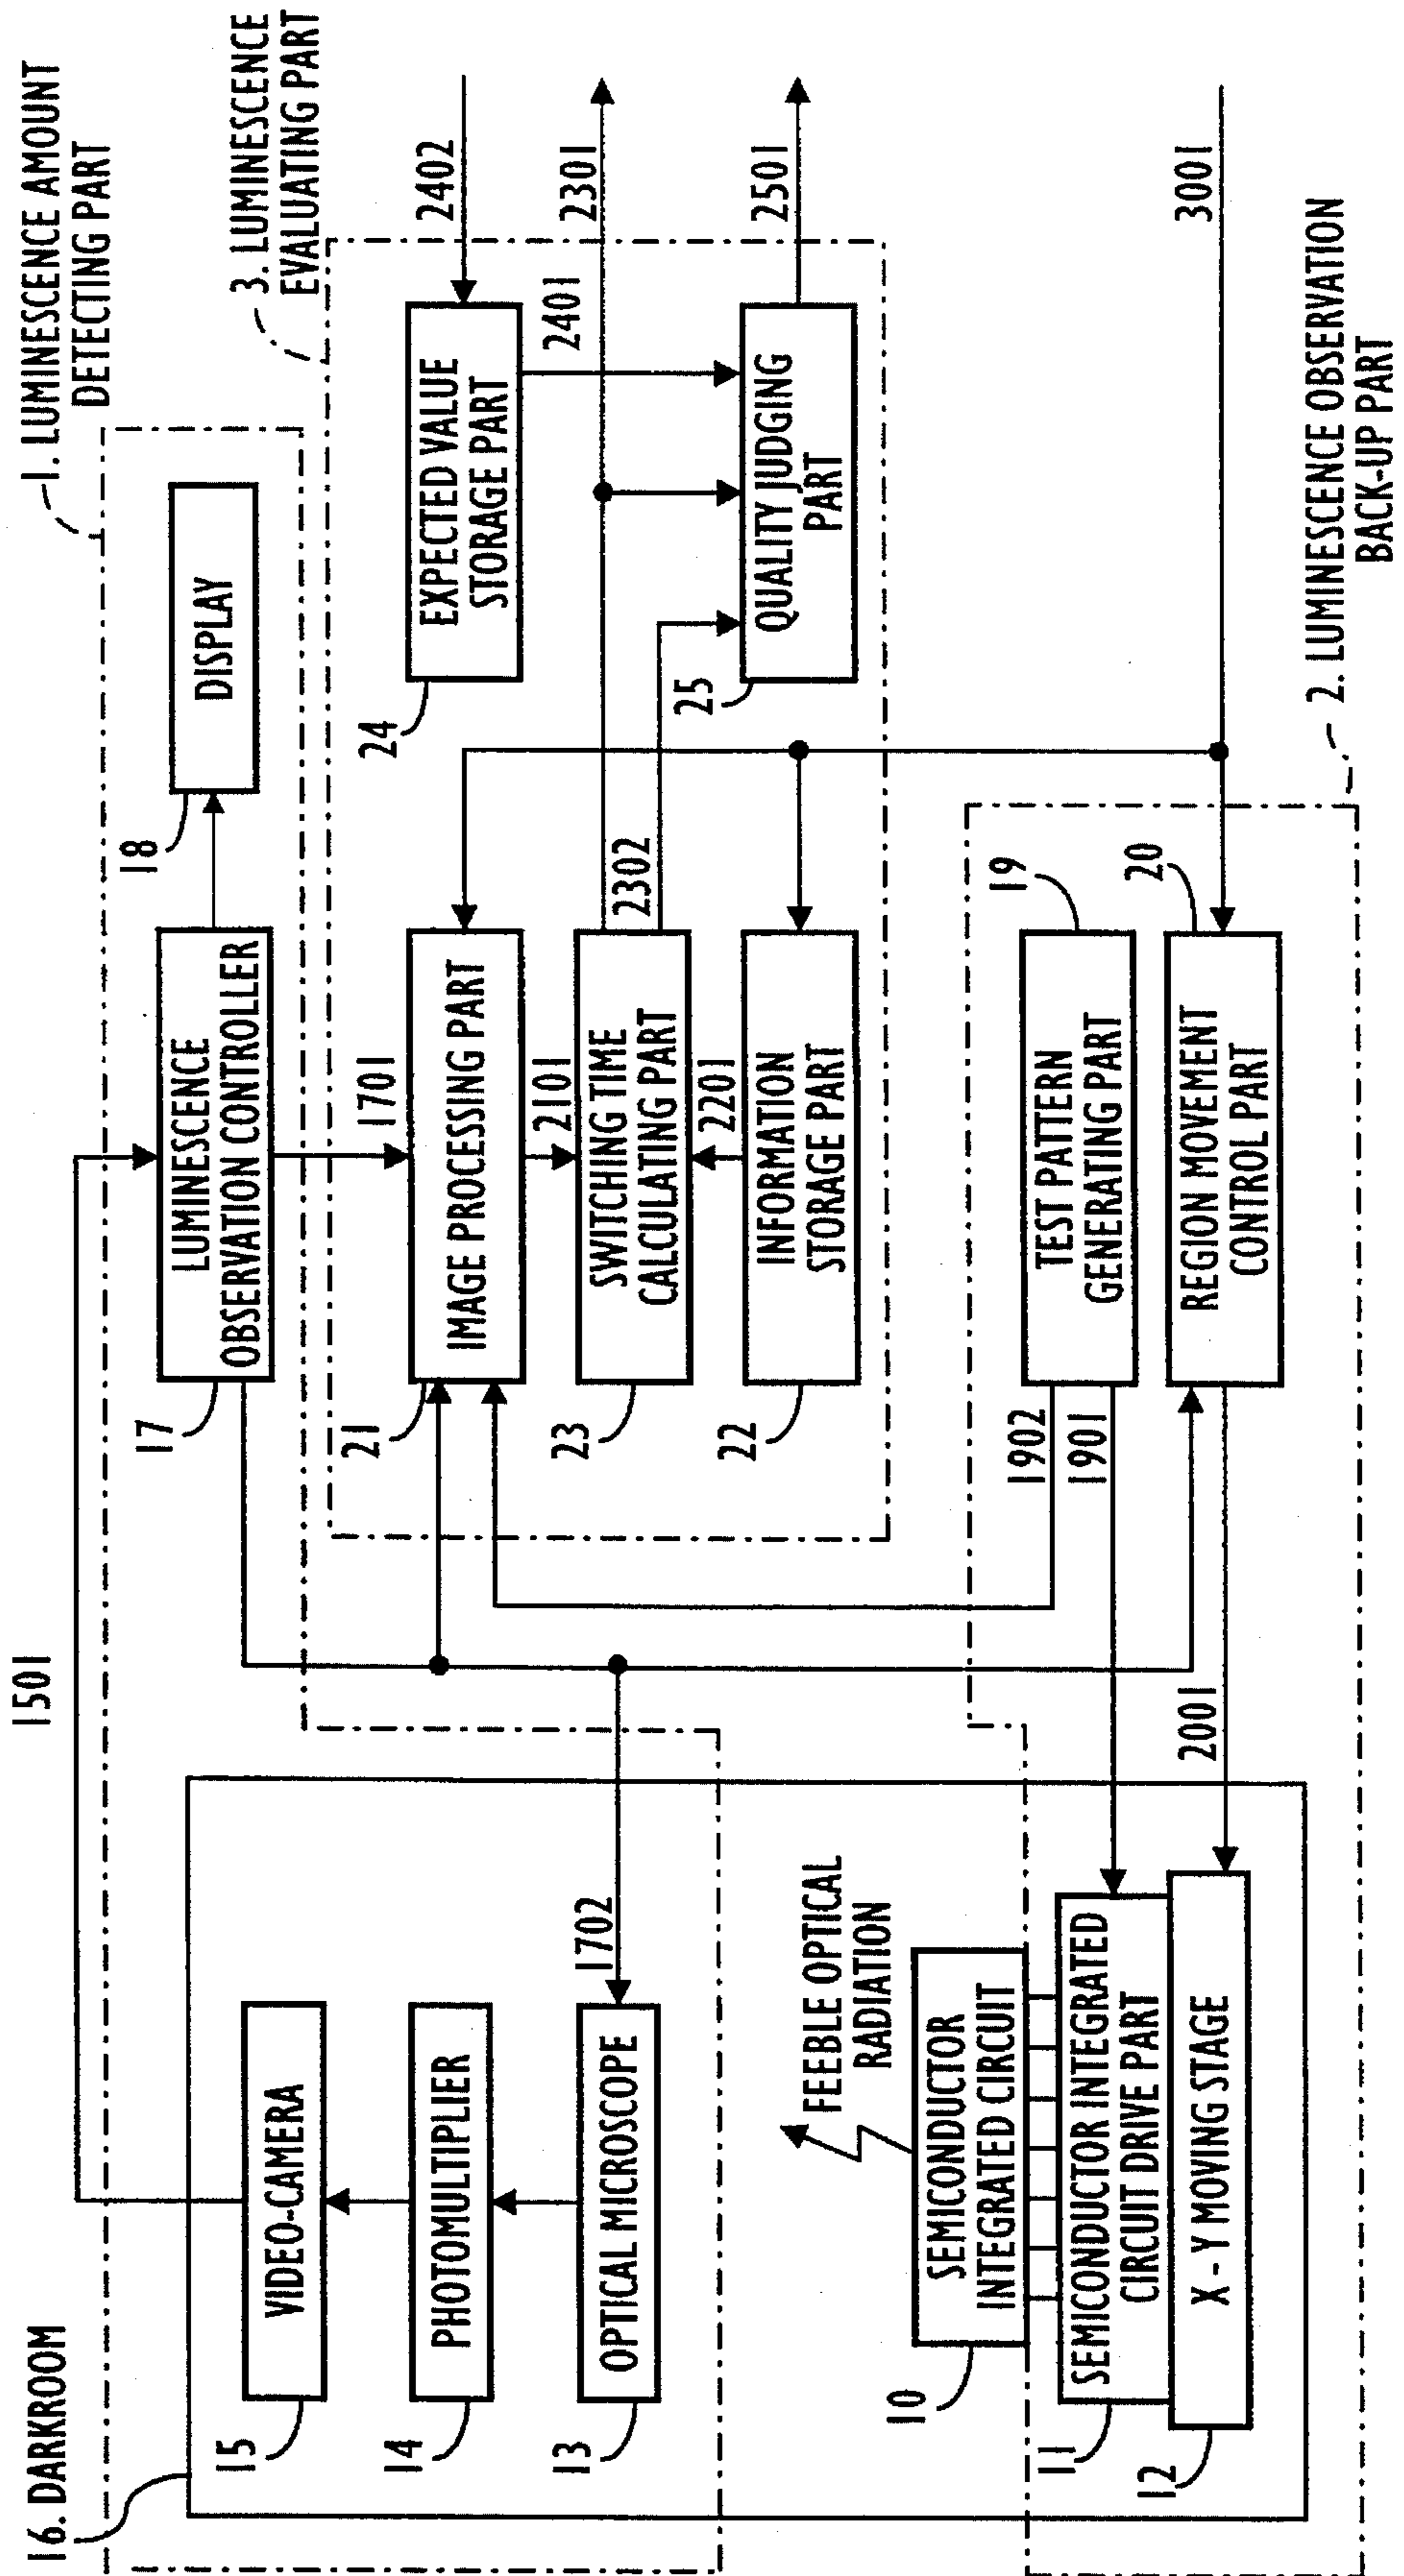 16. DARKROOM
1501
1. LUMINESCENCE AMOUNT
DETECTING PART
3. LUMINESCENCE
EVALUATING PART
15
VIDEO-CAMERA
14
PHOTOMULTIPLIER
13
OPTICAL MICROSCOPE
1702
17
LUMINESCENCE
OBSERVATION CONTROLLER
18
DISPLAY
1701
21
IMAGE PROCESSING PART
2101
23
SWITCHING TIME
CALCULATING PART
2302
2201
22
INFORMATION
STORAGE PART
24
EXPECTED VALUE
STORAGE PART
2402
2401
2301
25
QUALITY JUDGING
PART
2501
FEEBLE OPTICAL
RADIATION
10
SEMICONDUCTOR
INTEGRATED CIRCUIT
11
SEMICONDUCTOR INTEGRATED
CIRCUIT DRIVE PART
12
X - Y MOVING STAGE
1902
1901
2001
19
TEST PATTERN
GENERATING PART
20
REGION MOVEMENT
CONTROL PART
3001
2. LUMINESCENCE OBSERVATION
BACK-UP PART